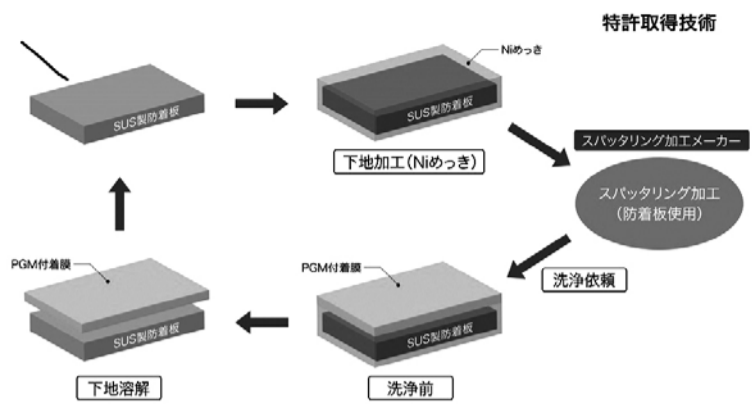 特許取得技術
Niめっき
SUS製防着板
SUS製防着板
下地加工(Niめっき)
スパッタリング加工メーカー
スパッタリング加工
(防着板使用)
洗浄依頼
PGM付着膜
SUS製防着板
洗浄前
PGM付着膜
SUS製防着板
下地溶解